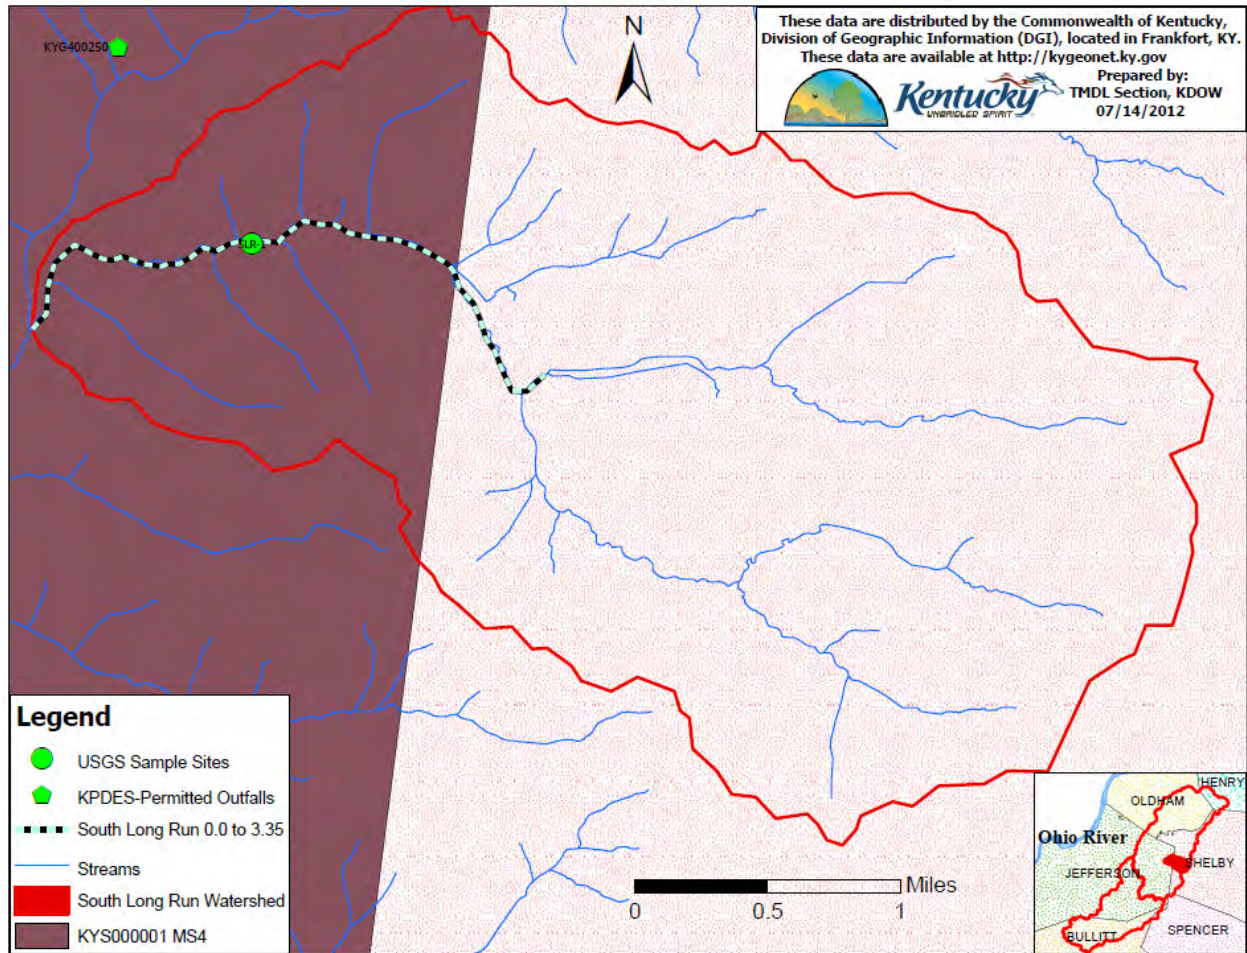 KYG400250
N
These data are distributed by the Commonwealth of Kentucky,
Division of Geographic Information (DGI), located in Frankfort, KY.
These data are available at http://kygeonet.ky.gov
Kentucky
UNBRIDLED SPIRIT
Prepared by:
TMDL Section, KDOW
07/14/2012
SLR-
Legend
USGS Sample Sites
KPDES-Permitted Outfalls
South Long Run 0.0 to 3.35
Streams
South Long Run Watershed
KYS000001 MS4
Miles
0 0.5 1
HENRY
OLDHAM
Ohio River
SHELBY
JEFFERSON
BULLITT
SPENCER